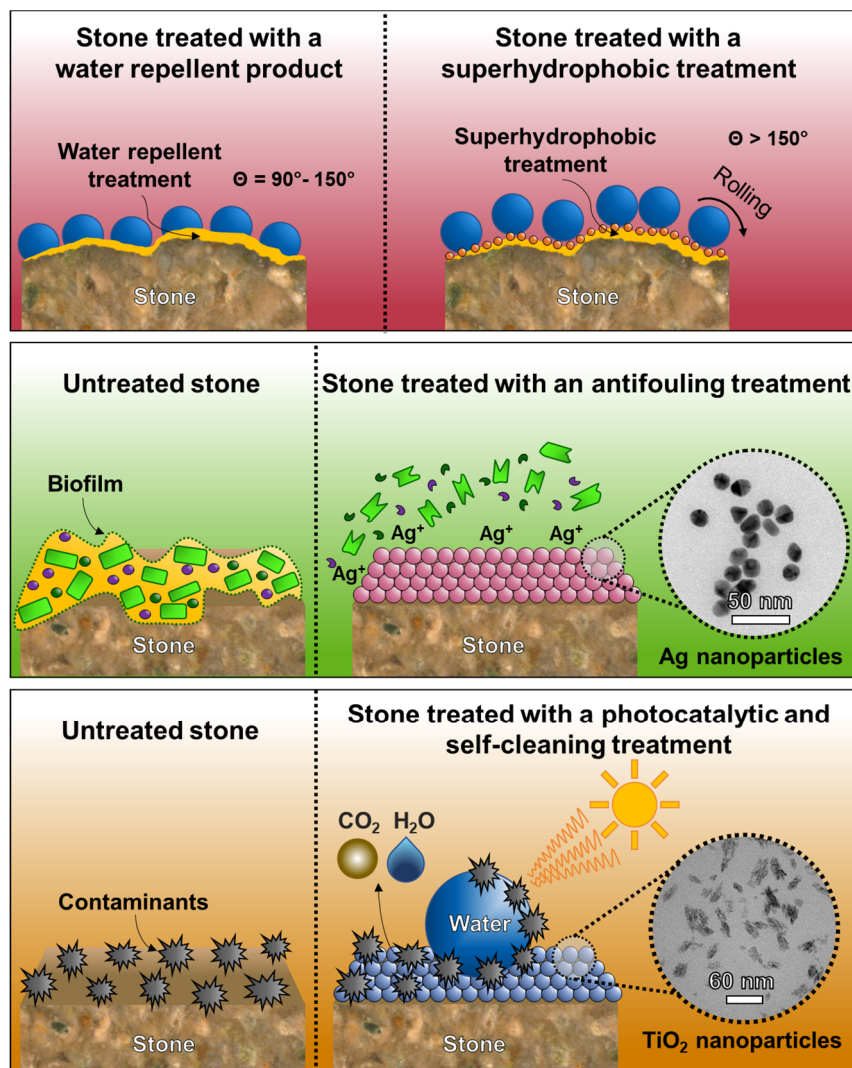 Stone treated with a
water repellent product
Water repellent
treatment
Θ = 90°- 150°
Stone
Stone treated with a
superhydrophobic treatment
Superhydrophobic
treatment
Θ > 150°
Rolling
Stone
Untreated stone
Biofilm
Stone
Stone treated with an antifouling treatment
Ag⁺
Ag⁺
Ag⁺
Ag⁺
Stone
50 nm
Ag nanoparticles
Untreated stone
Contaminants
Stone
Stone treated with a photocatalytic and
self-cleaning treatment
CO₂
H₂O
Water
Stone
60 nm
TiO₂ nanoparticles